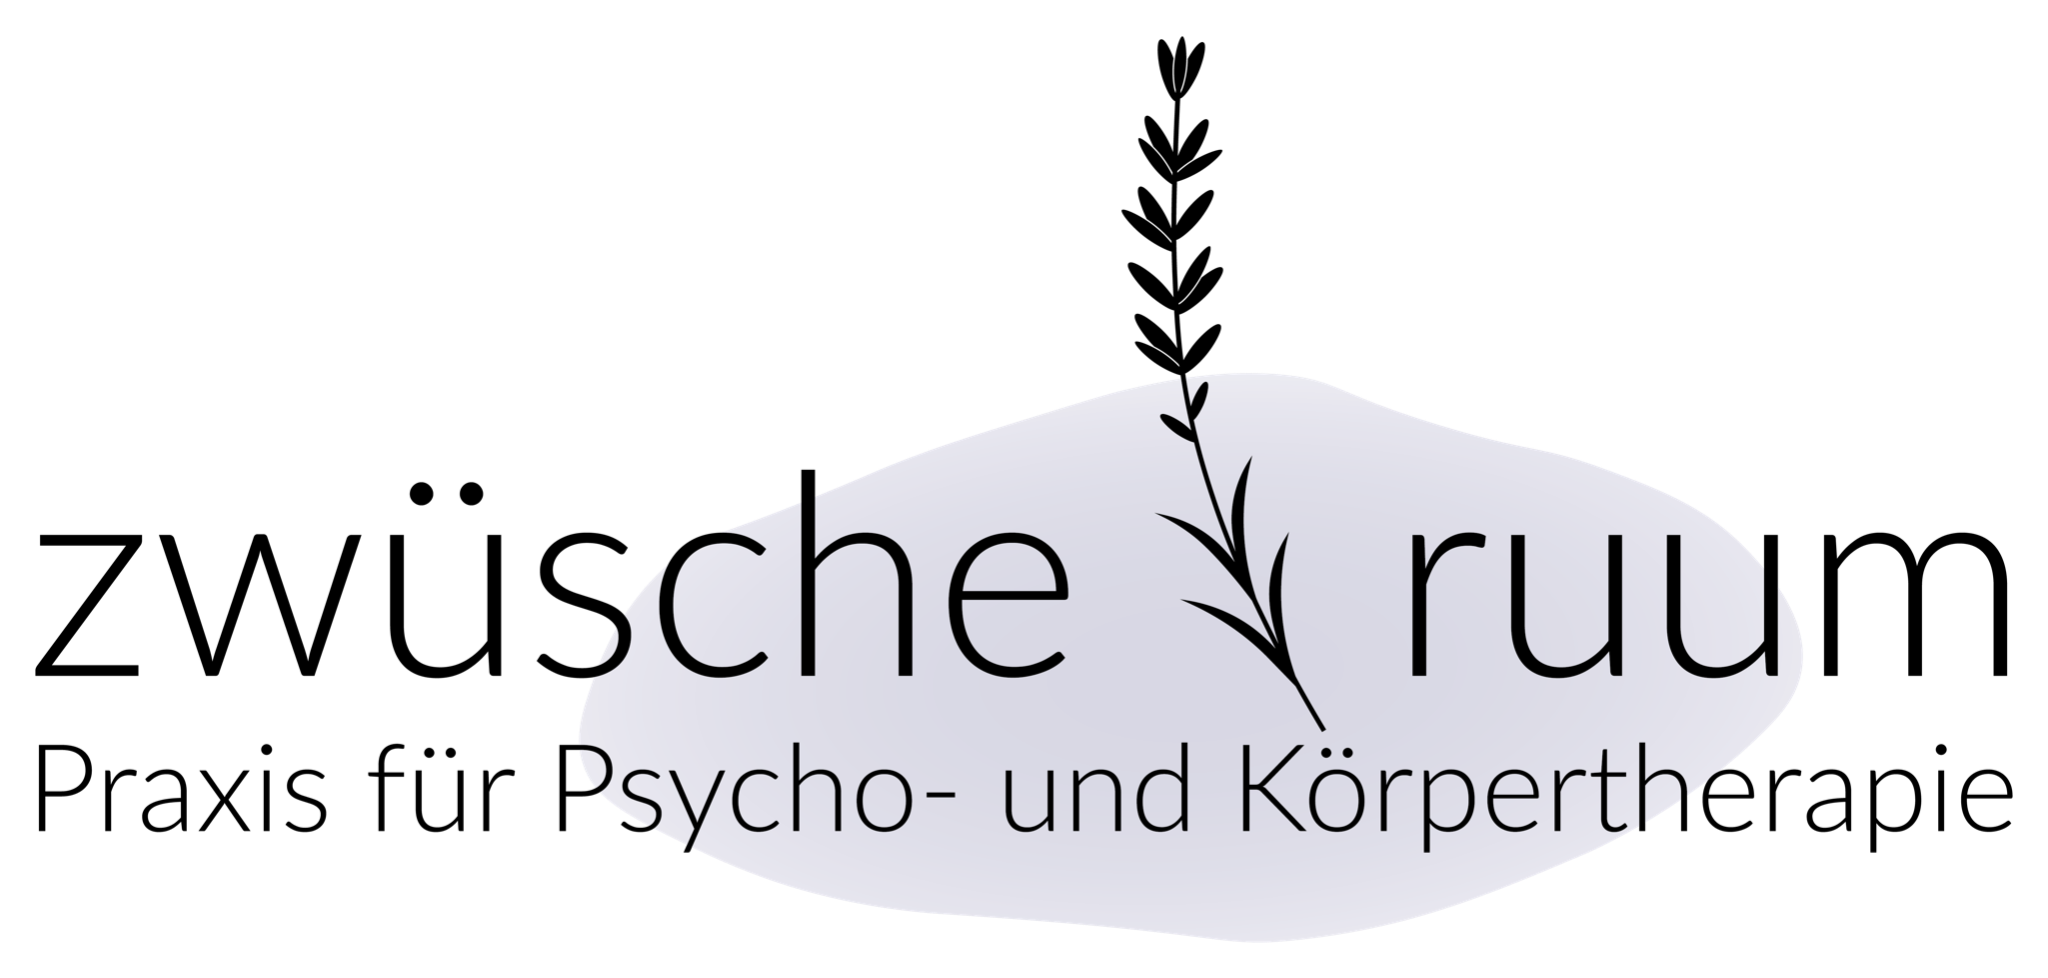 zwüsche ruum
Praxis für Psycho- und Körpertherapie